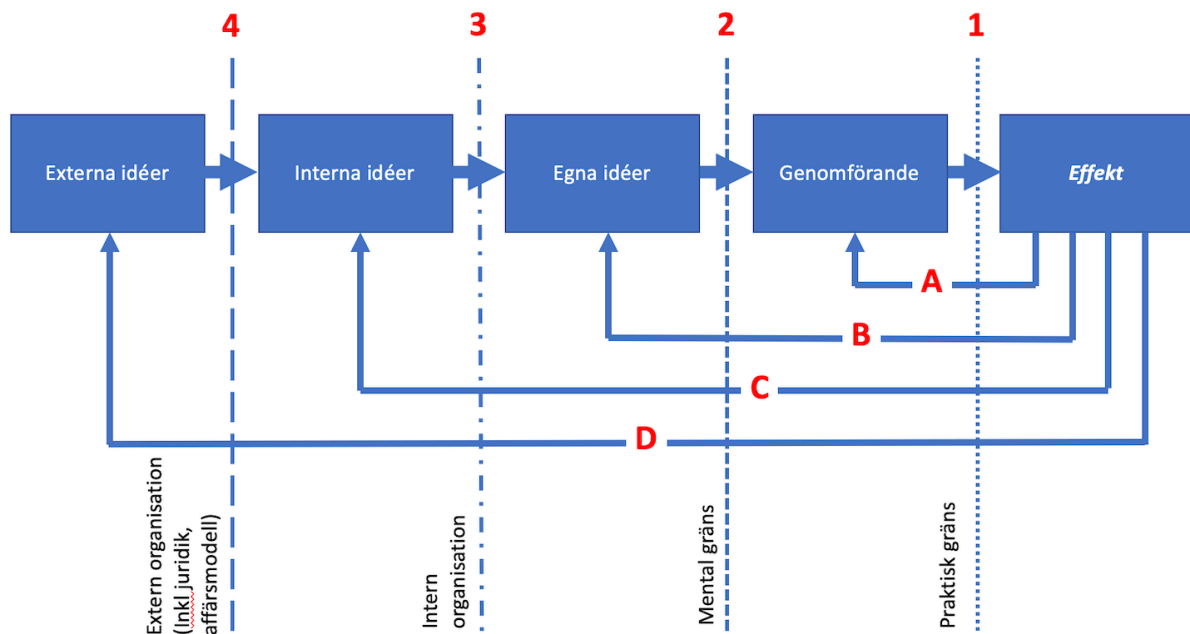 4
3
2
1
Externa idéer
Interna idéer
Egna idéer
Genomförande
Effekt
A
B
C
D
Extern organisation
(Inkl juridik,
affärsmodell)
Intern
organisation
Mental gräns
Praktisk gräns